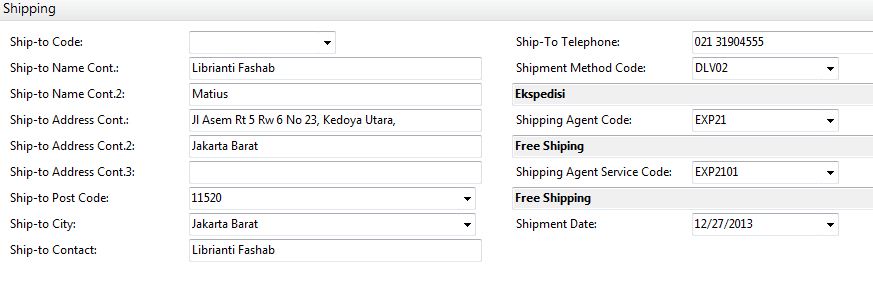 Shipping
Ship-to Code:
Ship-to Name Cont.: Librianti Fashab
Ship-to Name Cont.2: Matius
Ship-to Address Cont.: Jl Asem Rt 5 Rw 6 No 23, Kedoya Utara,
Ship-to Address Cont.2: Jakarta Barat
Ship-to Address Cont.3:
Ship-to Post Code: 11520
Ship-to City: Jakarta Barat
Ship-to Contact: Librianti Fashab
Ship-To Telephone: 021 31904555
Shipment Method Code: DLV02
Ekspedisi
Shipping Agent Code: EXP21
Free Shiping
Shipping Agent Service Code: EXP2101
Free Shipping
Shipment Date: 12/27/2013